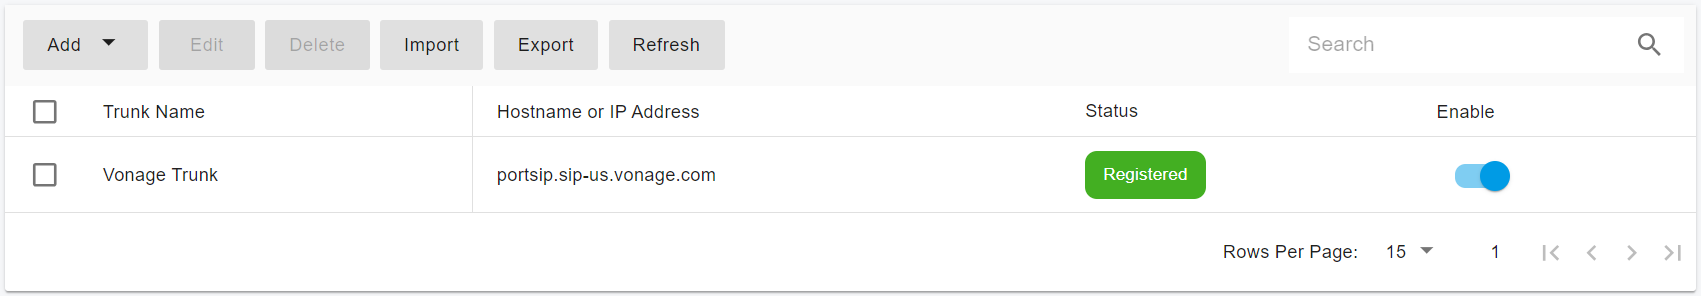 Add Edit Delete Import Export Refresh Search
Trunk Name Hostname or IP Address Status Enable
Vonage Trunk portsip.sip-us.vonage.com Registered
Rows Per Page: 15 1